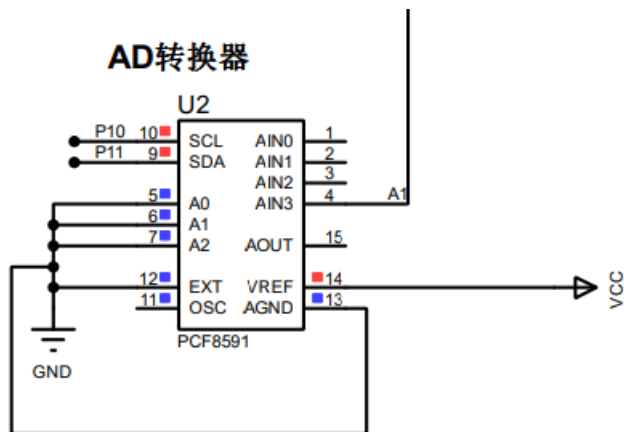 AD转换器
U2
P10 10 SCL AIN0 1
P11 9 SDA AIN1 2
AIN2 3
5 A0 AIN3 4 A1
6 A1
7 A2 AOUT 15
12 EXT VREF 14
11 OSC AGND 13
VCC
PCF8591
GND